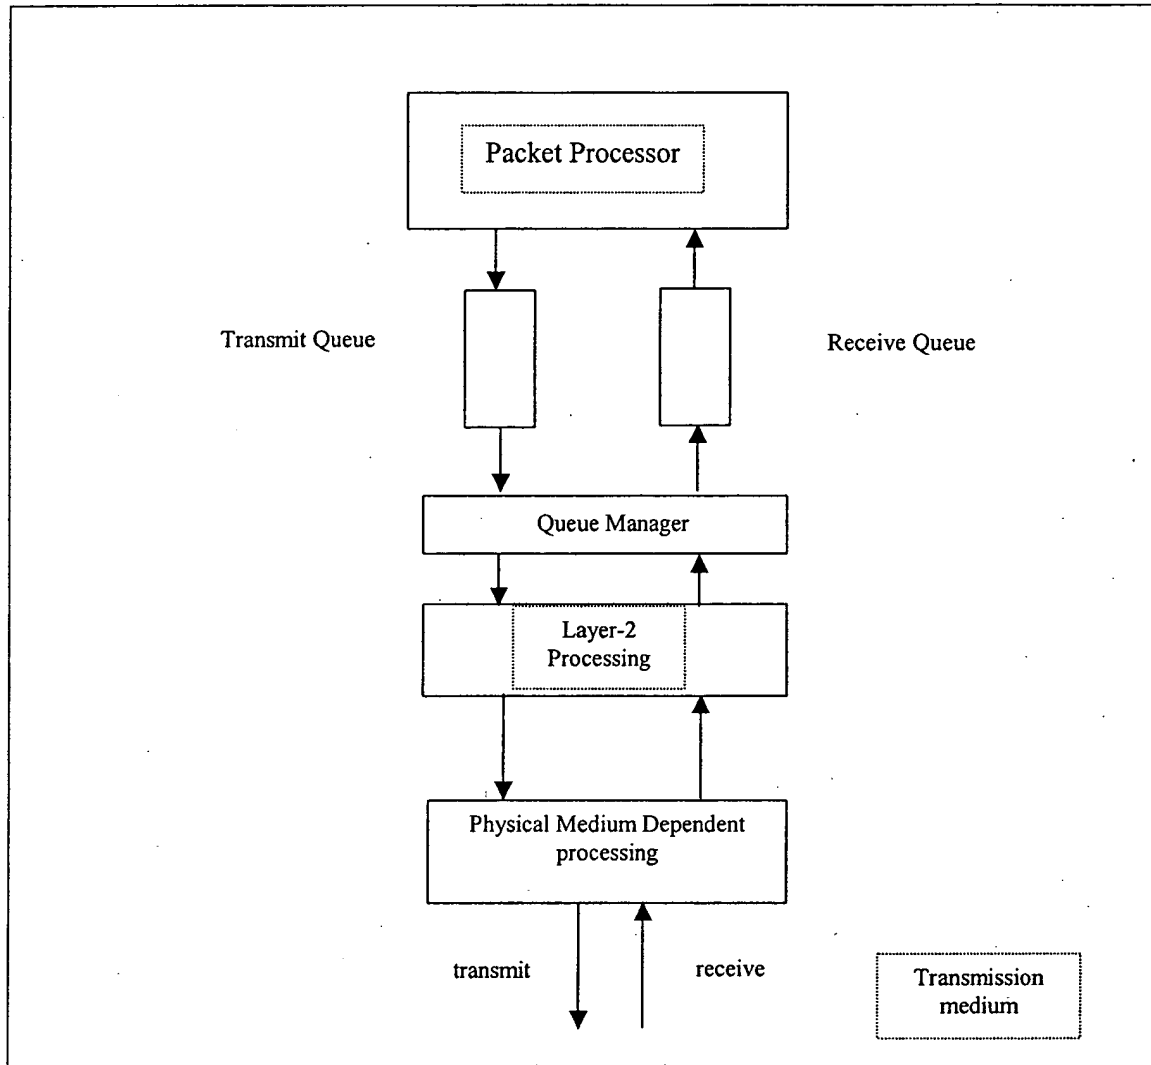 Packet Processor
Transmit Queue
Receive Queue
Queue Manager
Layer-2
Processing
Physical Medium Dependent
processing
transmit
receive
Transmission
medium